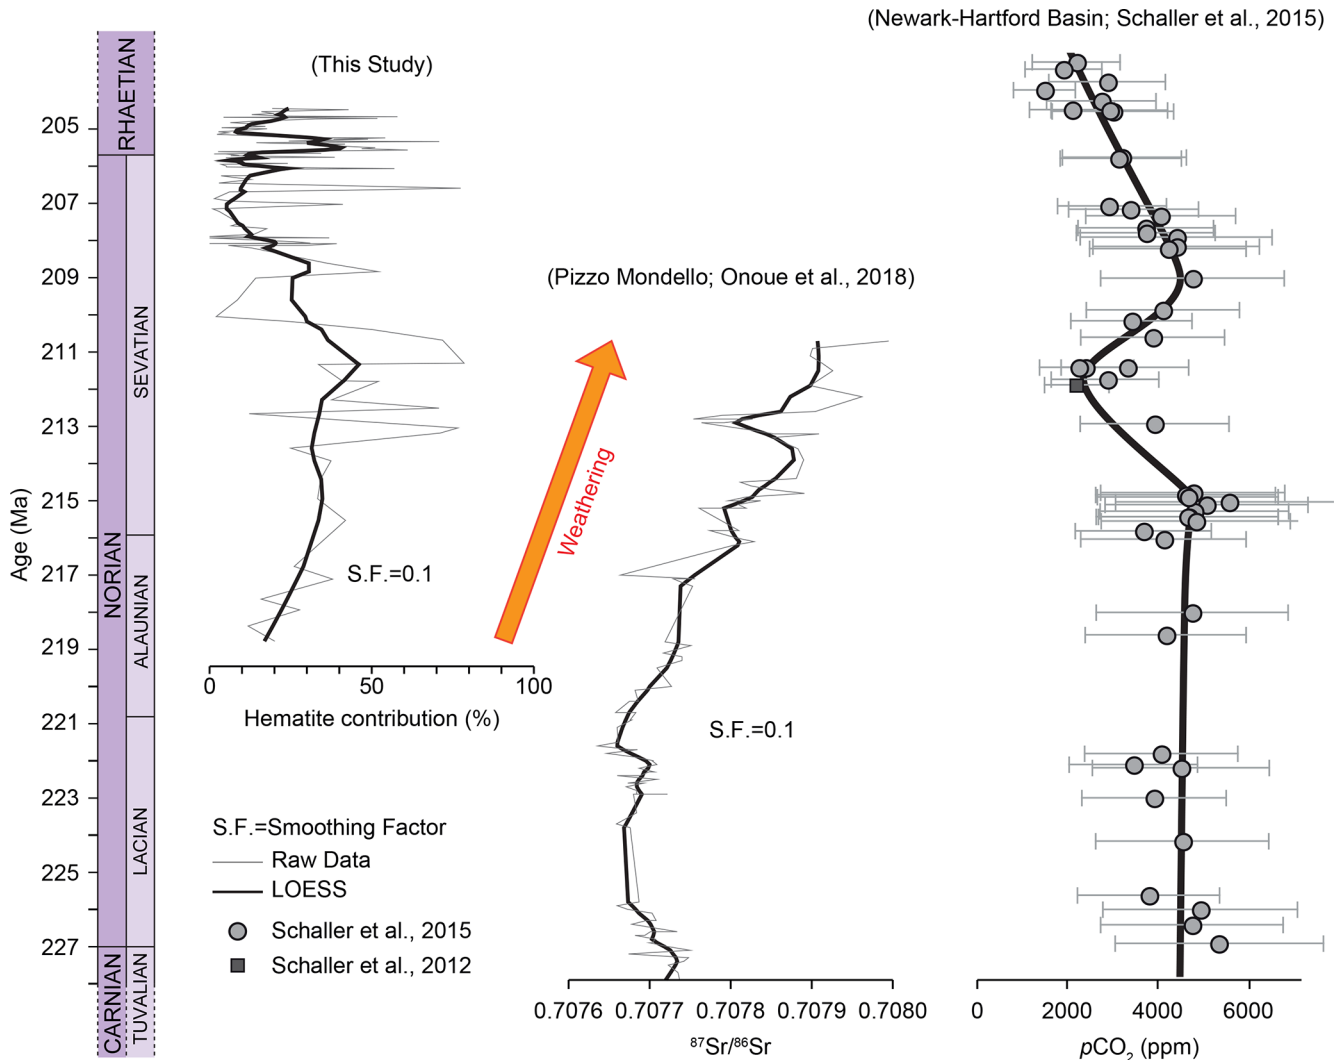 (Newark-Hartford Basin; Schaller et al., 2015)
(This Study)
(Pizzo Mondello; Onoue et al., 2018)
Age (Ma)
205
207
209
211
213
215
217
219
221
223
225
227
RHAETIAN
NORIAN
CARNIAN
SEVATIAN
ALAUNIAN
LACIAN
TUVALIAN
S.F.=0.1
0 50 100
Hematite contribution (%)
Weathering
S.F.=0.1
S.F.=Smoothing Factor
Raw Data
LOESS
Schaller et al., 2015
Schaller et al., 2012
0.7076 0.7077 0.7078 0.7079 0.7080
⁸⁷Sr/⁸⁶Sr
0 2000 4000 6000
pCO₂ (ppm)